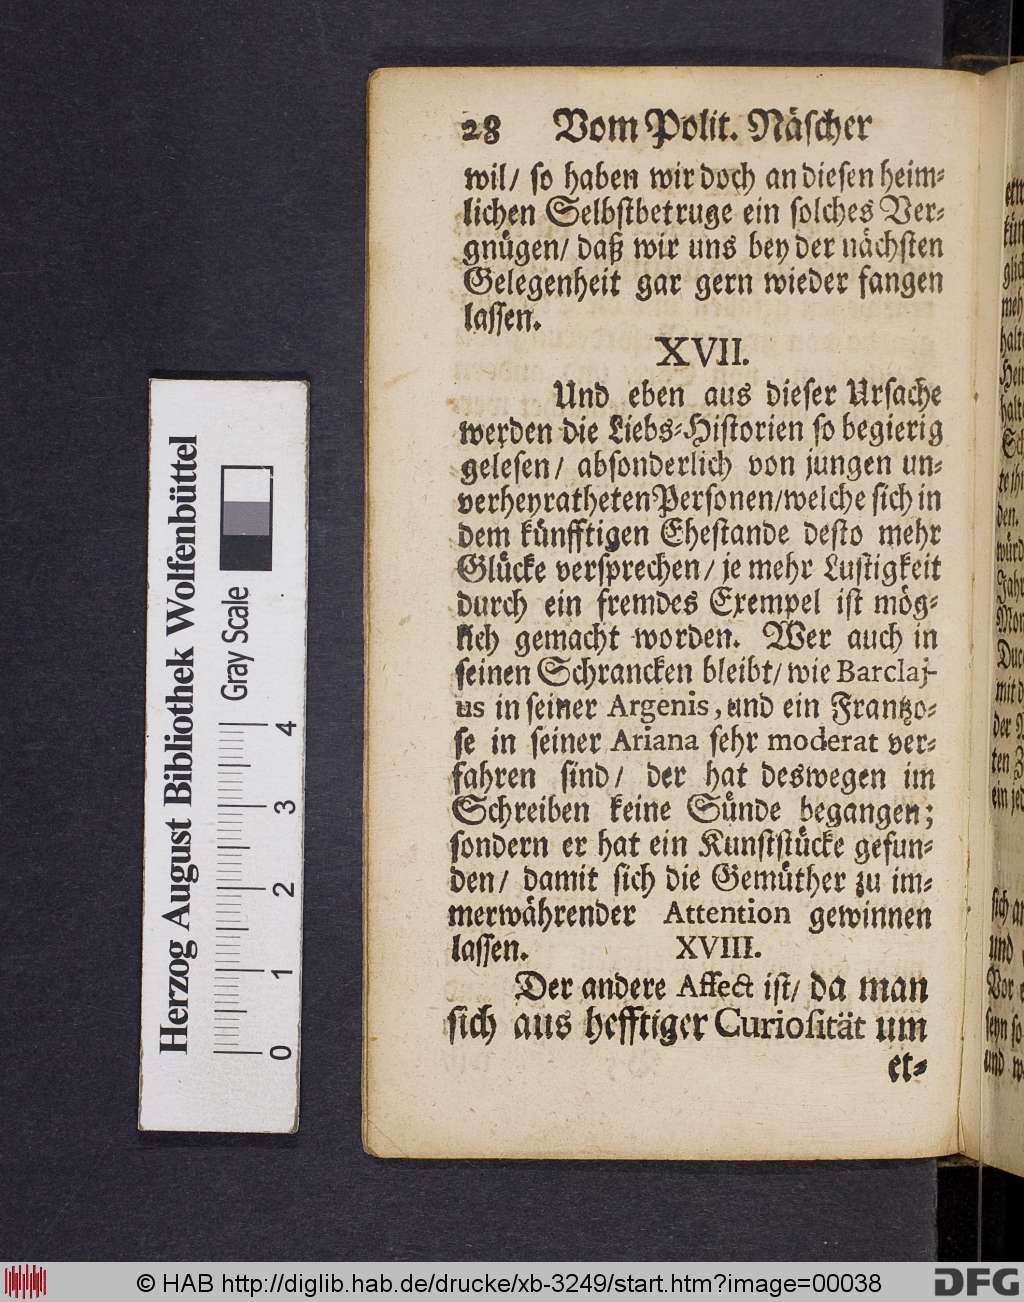 28 Vom Polit. Näscher
wil/ so haben wir doch an diesen heim-
lichen Selbstbetruge ein solches Ver-
gnügen/ daß wir uns bey der nächsten
Gelegenheit gar gern wieder fangen
lassen.
XVII.
Und eben aus dieser Ursache
werden die Liebs-Historien so begierig
gelesen/ absonderlich von jungen un-
verheyratheten Personen/welche sich in
dem künfftigen Ehestande desto mehr
Glücke versprechen/ je mehr Lustigkeit
durch ein fremdes Exempel ist mög-
lich gemacht worden. Wer auch in
seinen Schrancken bleibt/ wie Barclaj-
us in seiner Argenis, und ein Frantzo-
se in seiner Ariana sehr moderat ver-
fahren sind/ der hat deswegen im
Schreiben keine Sünde begangen;
sondern er hat ein Kunststücke gefun-
den/ damit sich die Gemüther zu im-
merwährender Attention gewinnen
lassen. XVIII.
Der andere Affect ist/ da man
sich aus hefftiger Curiosität um
et-
Herzog August Bibliothek Wolfenbüttel
Gray Scale
0 1 2 3 4
© HAB http://diglib.hab.de/drucke/xb-3249/start.htm?image=00038
DFG